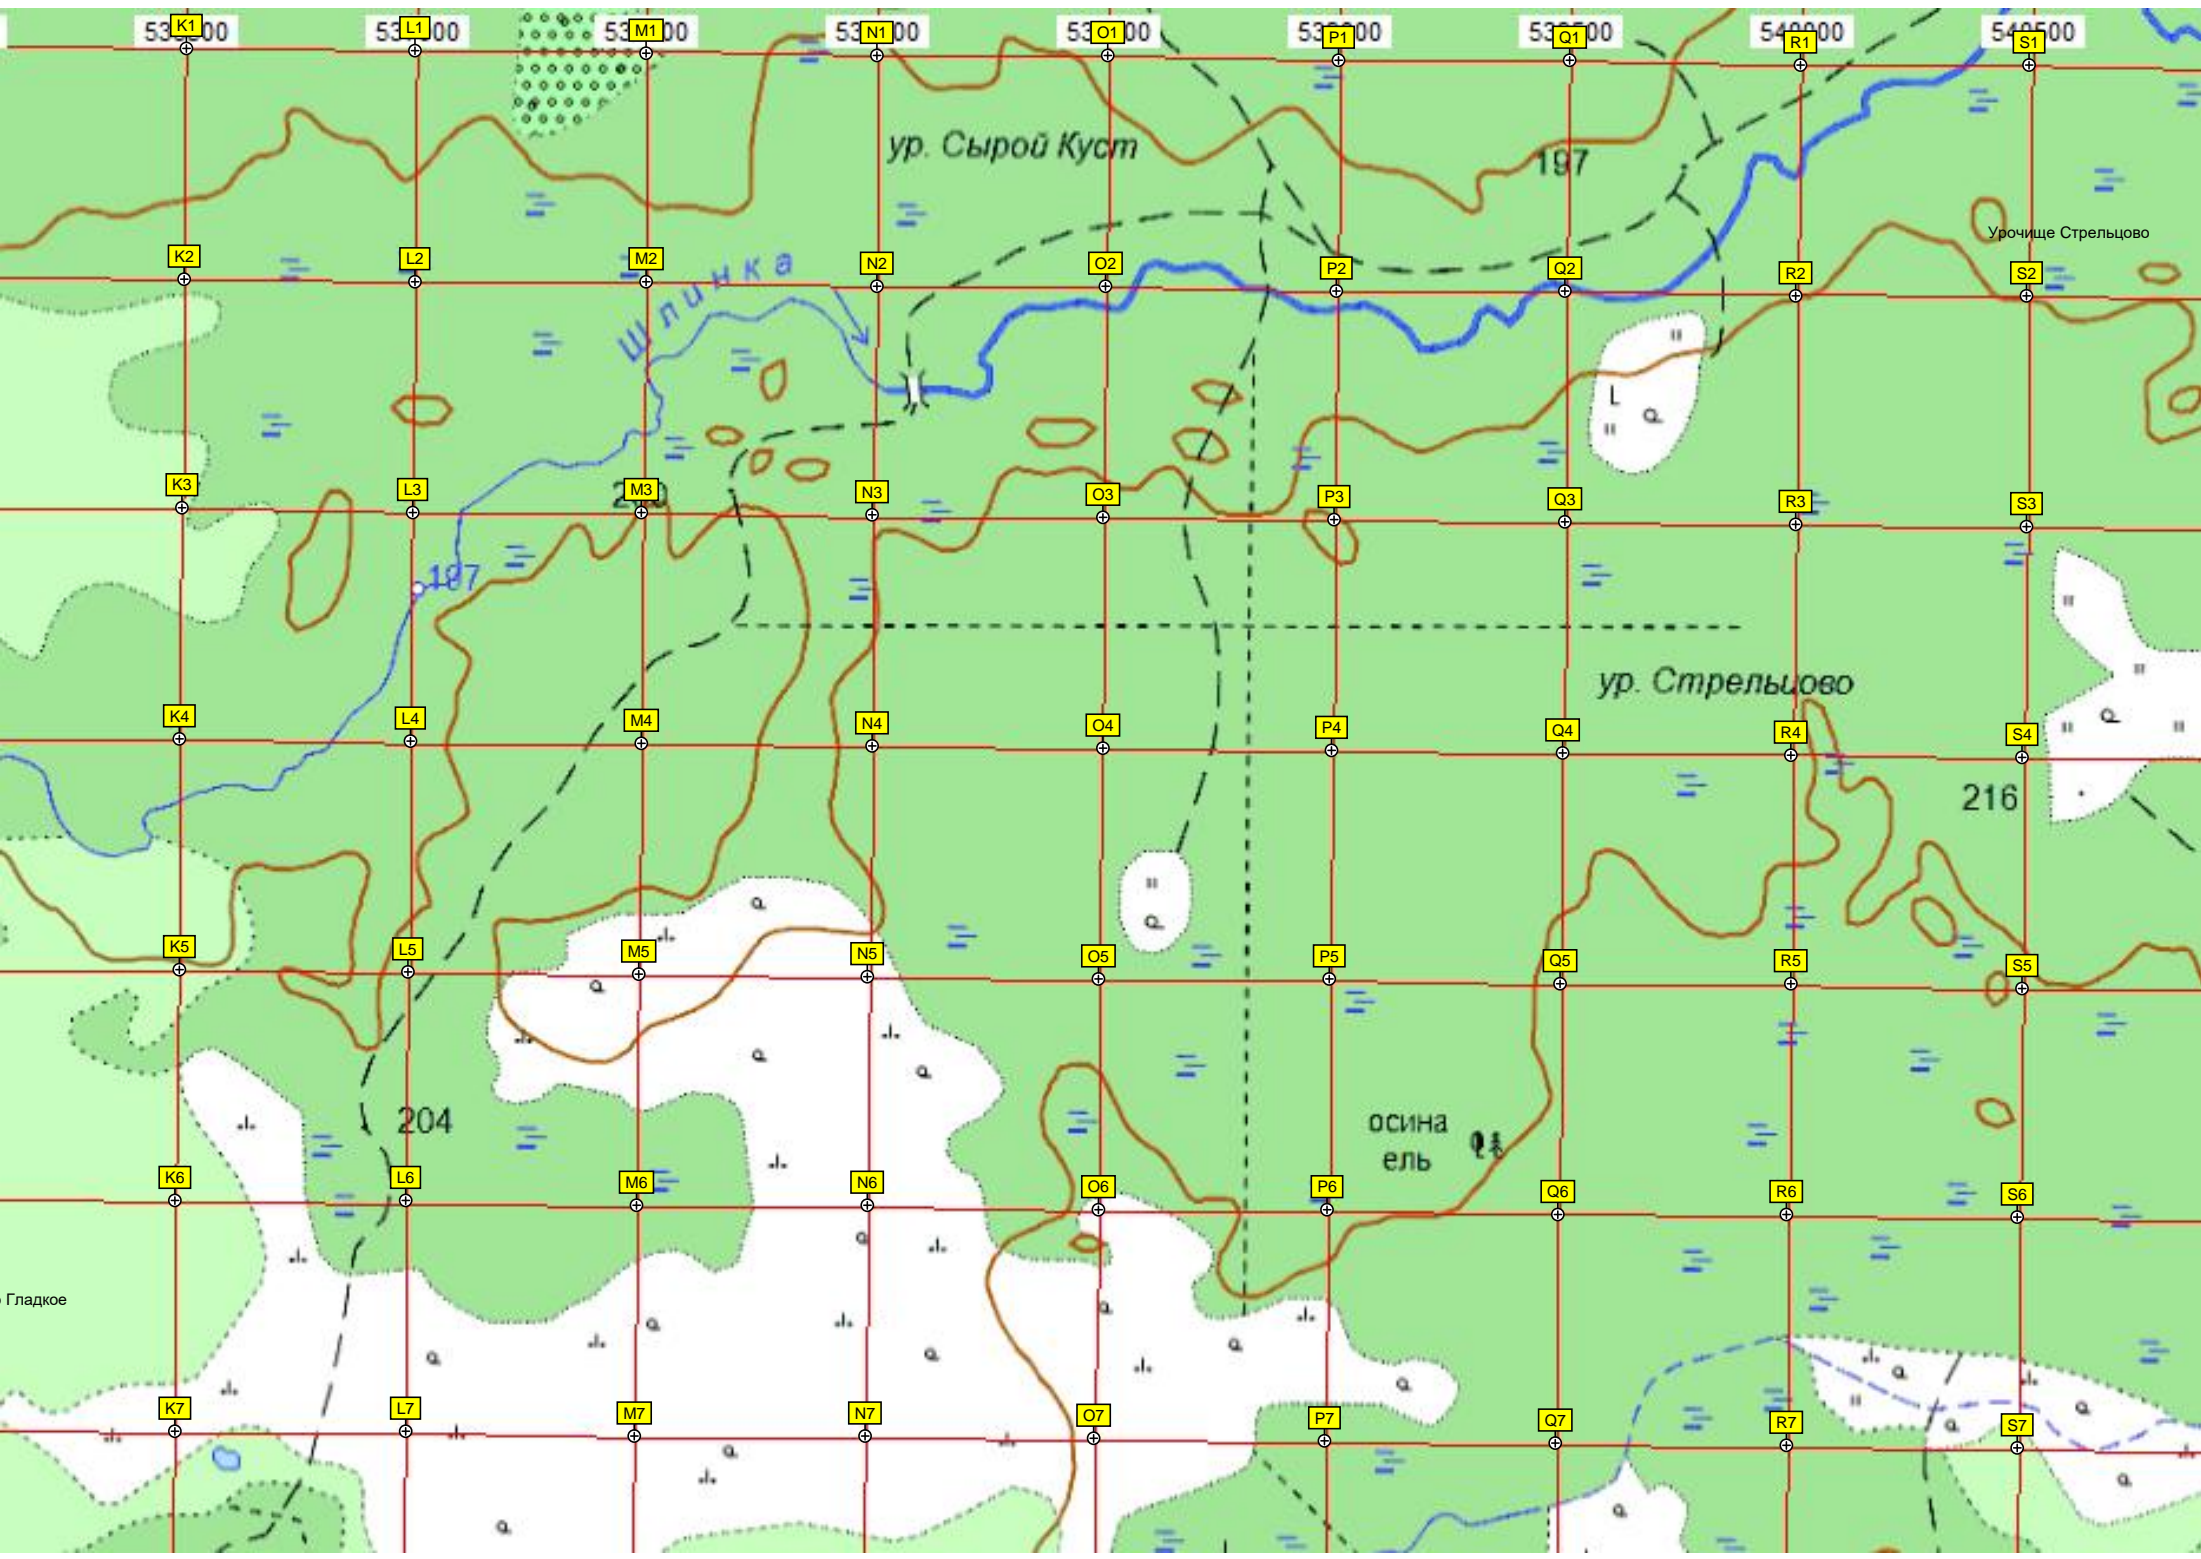 K1 L1 M1 N1 O1 P1 Q1 R1 S1
ур. Сырой Куст
197
Урочище Стрельцово
K2 L2 M2 N2 O2 P2 Q2 R2 S2
Шлинка
K3 L3 M3 N3 O3 P3 Q3 R3 S3
187
ур. Стрельцово
K4 L4 M4 N4 O4 P4 Q4 R4 S4
216
K5 L5 M5 N5 O5 P5 Q5 R5 S5
204
осина
ель
K6 L6 M6 N6 O6 P6 Q6 R6 S6
Гладкое
K7 L7 M7 N7 O7 P7 Q7 R7 S7